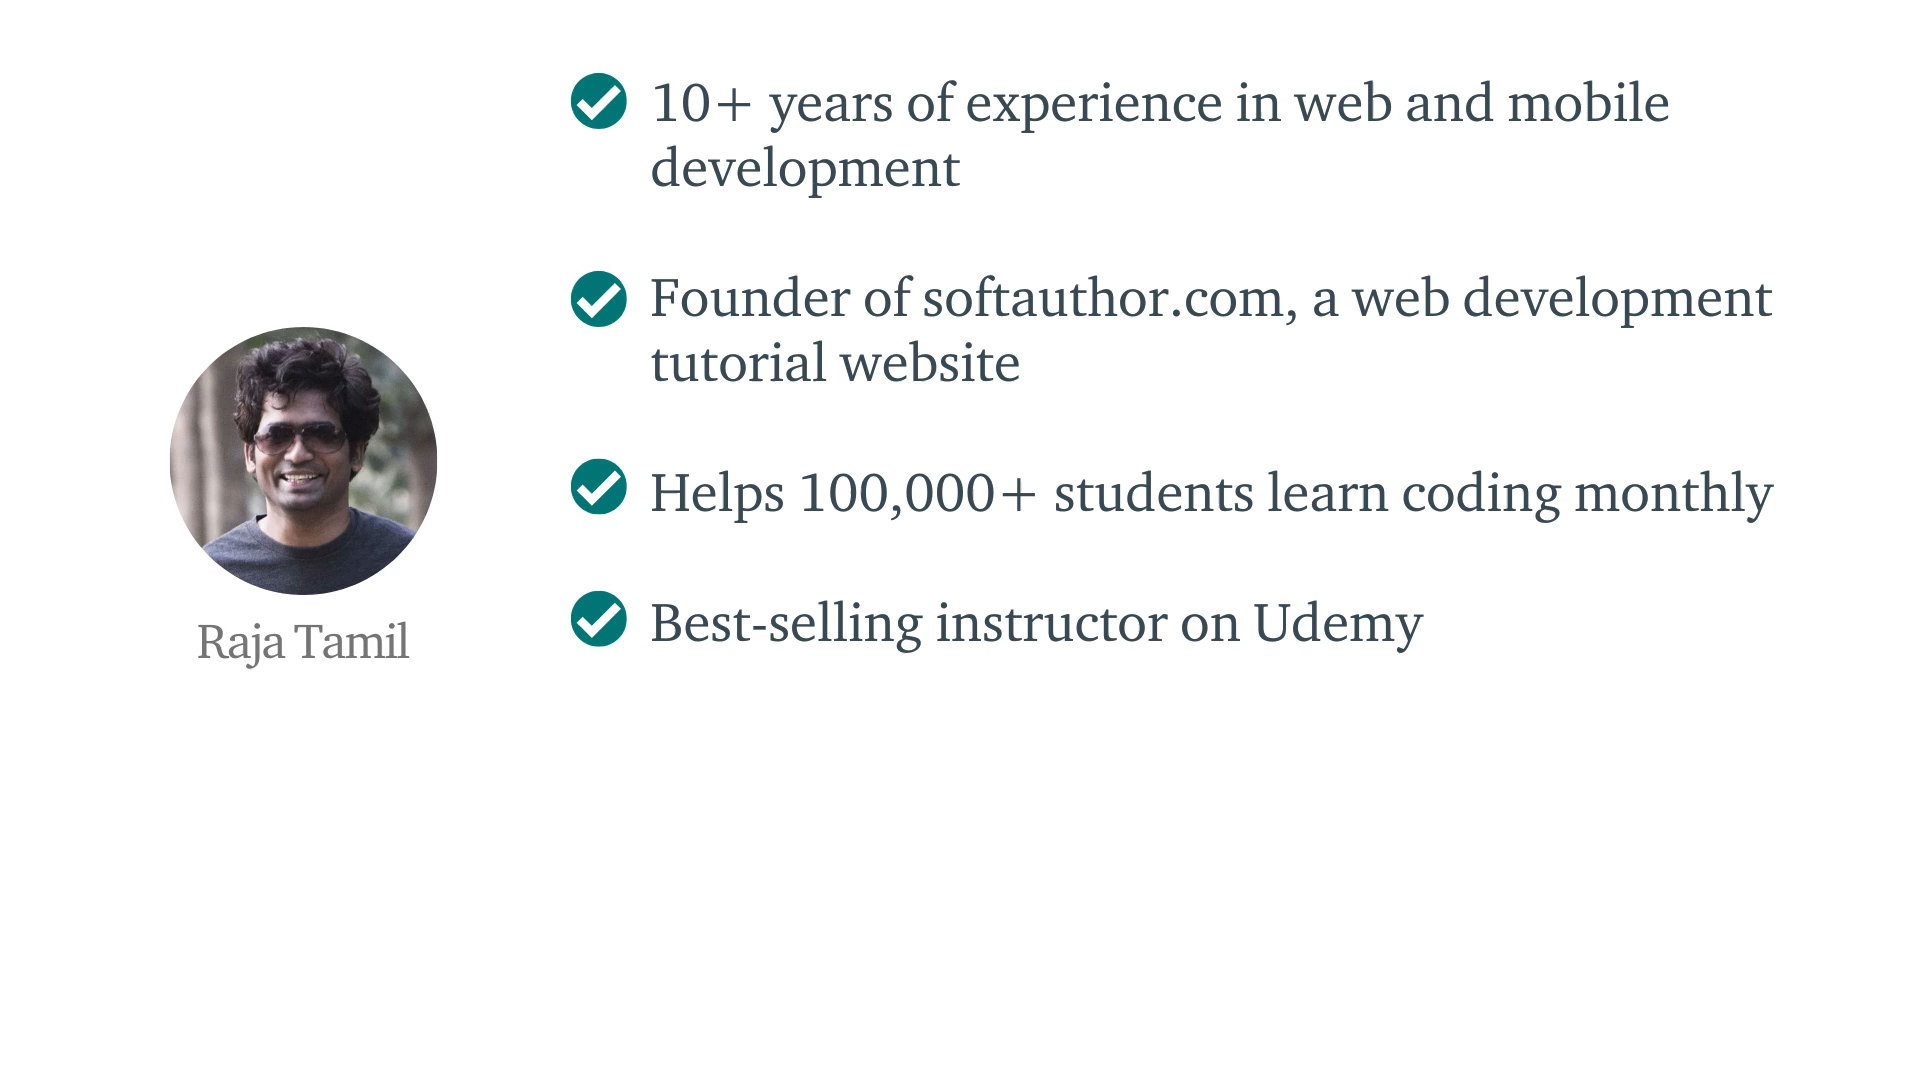 10+ years of experience in web and mobile
development
Founder of softauthor.com, a web development
tutorial website
Helps 100,000+ students learn coding monthly
Best-selling instructor on Udemy
Raja Tamil